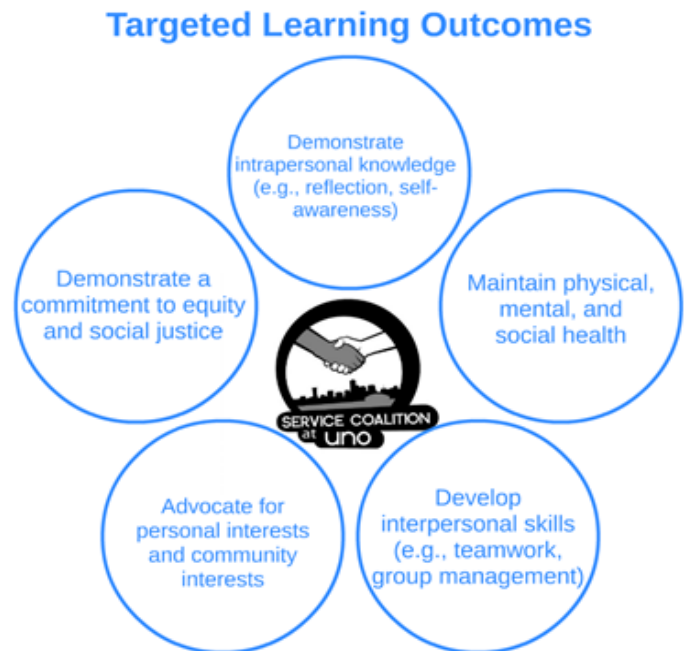 Targeted Learning Outcomes
Demonstrate
intrapersonal knowledge
(e.g., reflection, self-
awareness)
Demonstrate a
commitment to equity
and social justice
Maintain physical,
mental, and
social health
SERVICE COALITION
at uno
Advocate for
personal interests
and community
interests
Develop
interpersonal skills
(e.g., teamwork,
group management)